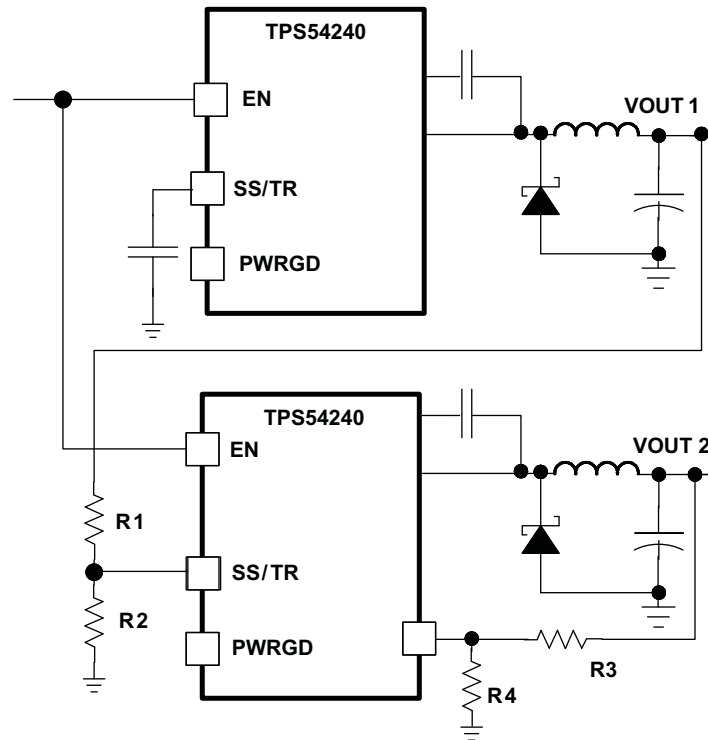 TPS54240
EN
VOUT 1
SS/TR
PWRGD
TPS54240
EN
VOUT 2
R1
SS/TR
R2
PWRGD
R3
R4